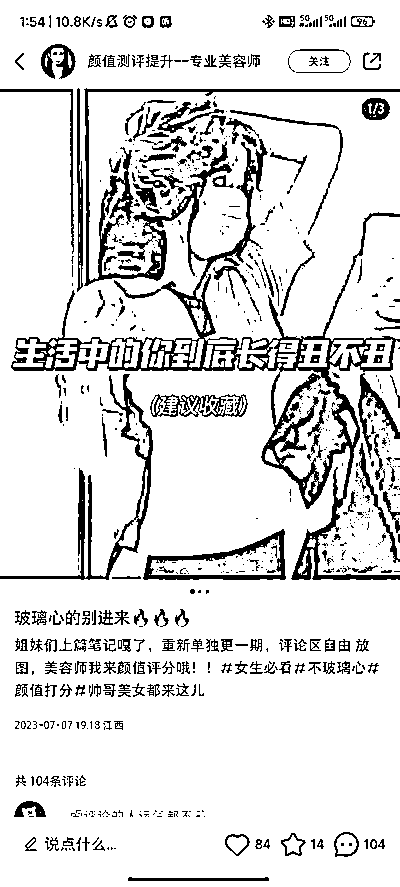 1:54 10.8K/s
颜值测评提升--专业美容师
关注
1/3
生活中的你到底长得丑不丑
(建议收藏)
玻璃心的别进来🔥🔥🔥
姐妹们上篇笔记嘎了，重新单独更一期，评论区自由 放
图，美容师我来颜值评分哦！！#女生必看#不玻璃心#
颜值打分#帅哥美女都来这儿
2023-07-07 19:18 江西
共 104条评论
说点什么...
84
14
104